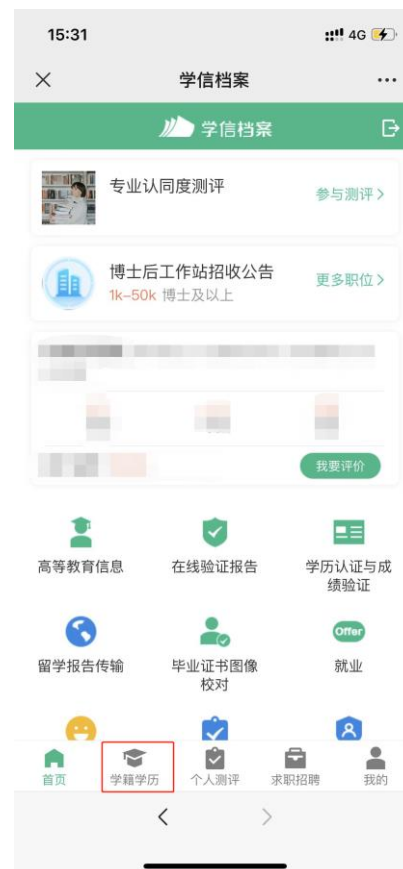 15:31
4G
学信档案
学信档案
专业认同度测评
参与测评
博士后工作站招收公告
1k-50k 博士及以上
更多职位
我要评价
高等教育信息
在线验证报告
学历认证与成
绩验证
留学报告传输
毕业证书图像
校对
Offer
就业
首页
学籍学历
个人测评
求职招聘
我的